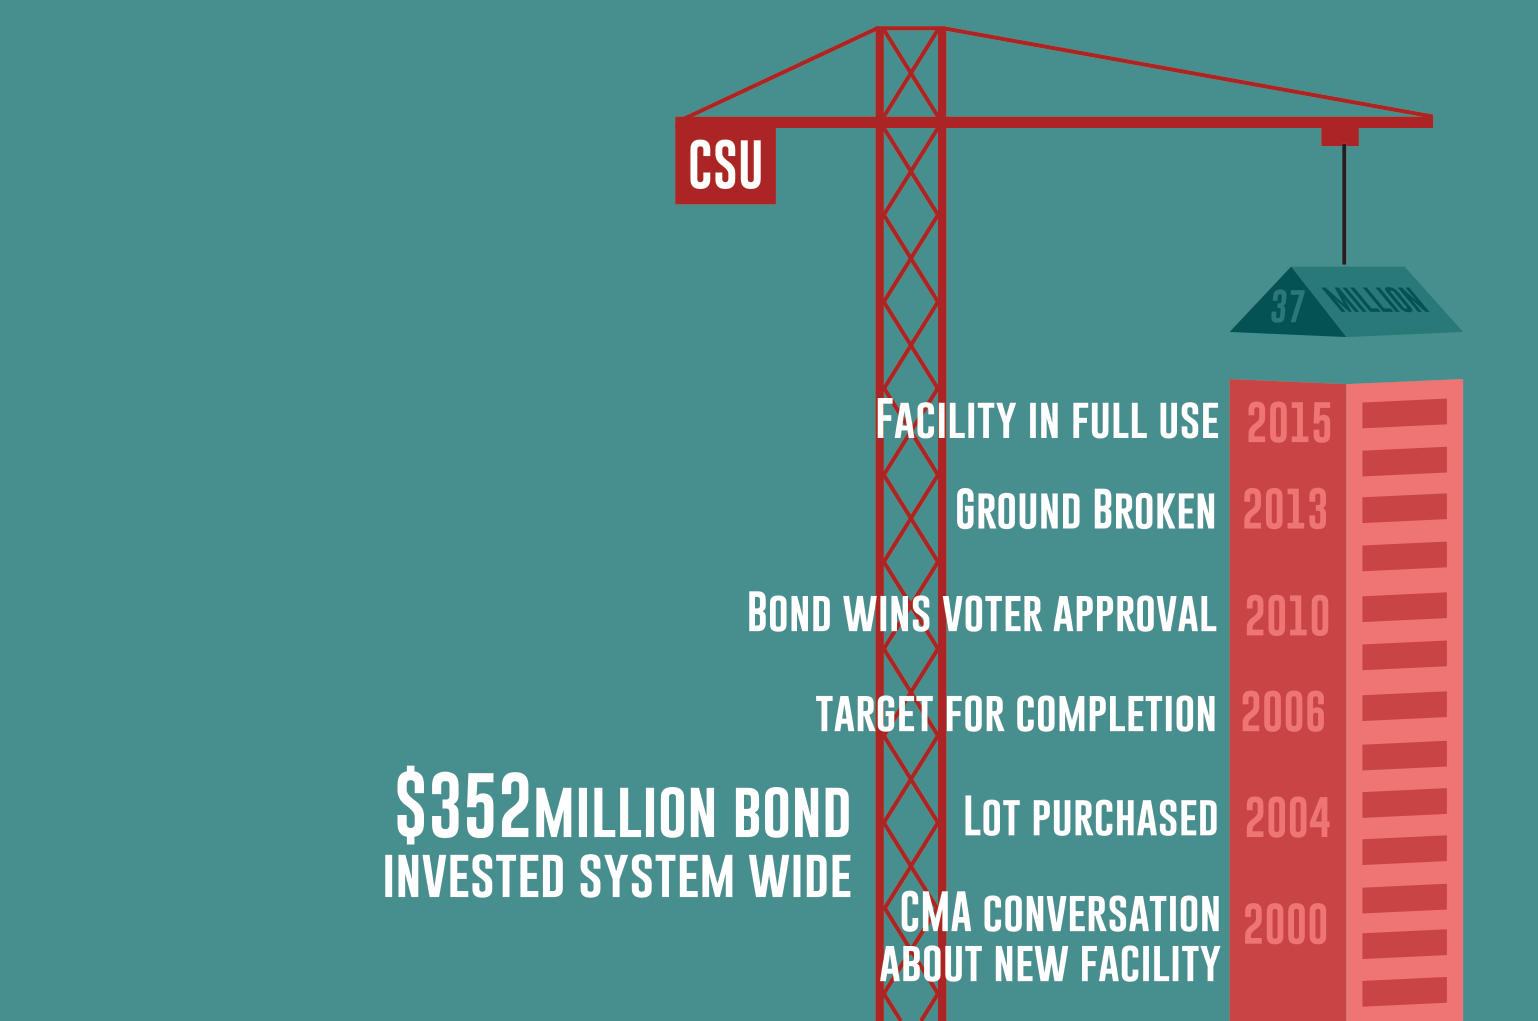 CSU
37 MILLION
FACILITY IN FULL USE 2015
GROUND BROKEN 2013
BOND WINS VOTER APPROVAL 2010
TARGET FOR COMPLETION 2006
$352MILLION BOND
INVESTED SYSTEM WIDE
LOT PURCHASED 2004
CMA CONVERSATION
ABOUT NEW FACILITY
2000